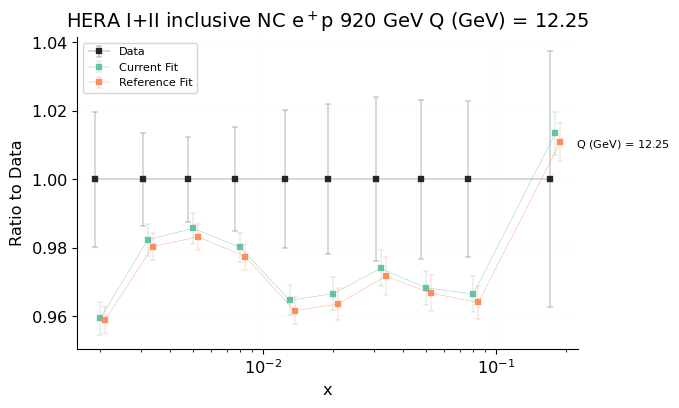 HERA I+II inclusive NC e⁺p 920 GeV Q (GeV) = 12.25
Data
Current Fit
Reference Fit
Ratio to Data
1.04
1.02
1.00
0.98
0.96
Q (GeV) = 12.25
10⁻²
10⁻¹
x